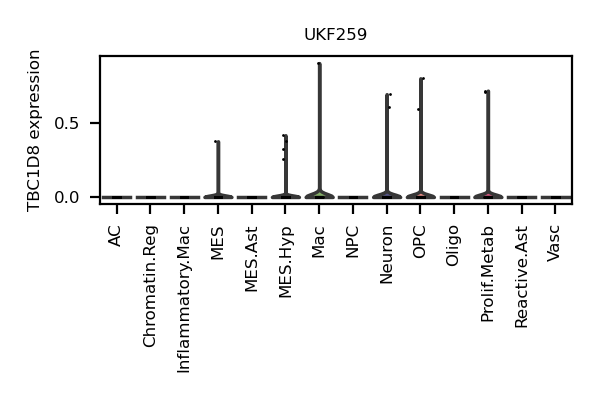 UKF259
TBC1D8 expression
0.5
0.0
AC
Chromatin.Reg
Inflammatory.Mac
MES
MES.Ast
MES.Hyp
Mac
NPC
Neuron
OPC
Oligo
Prolif.Metab
Reactive.Ast
Vasc